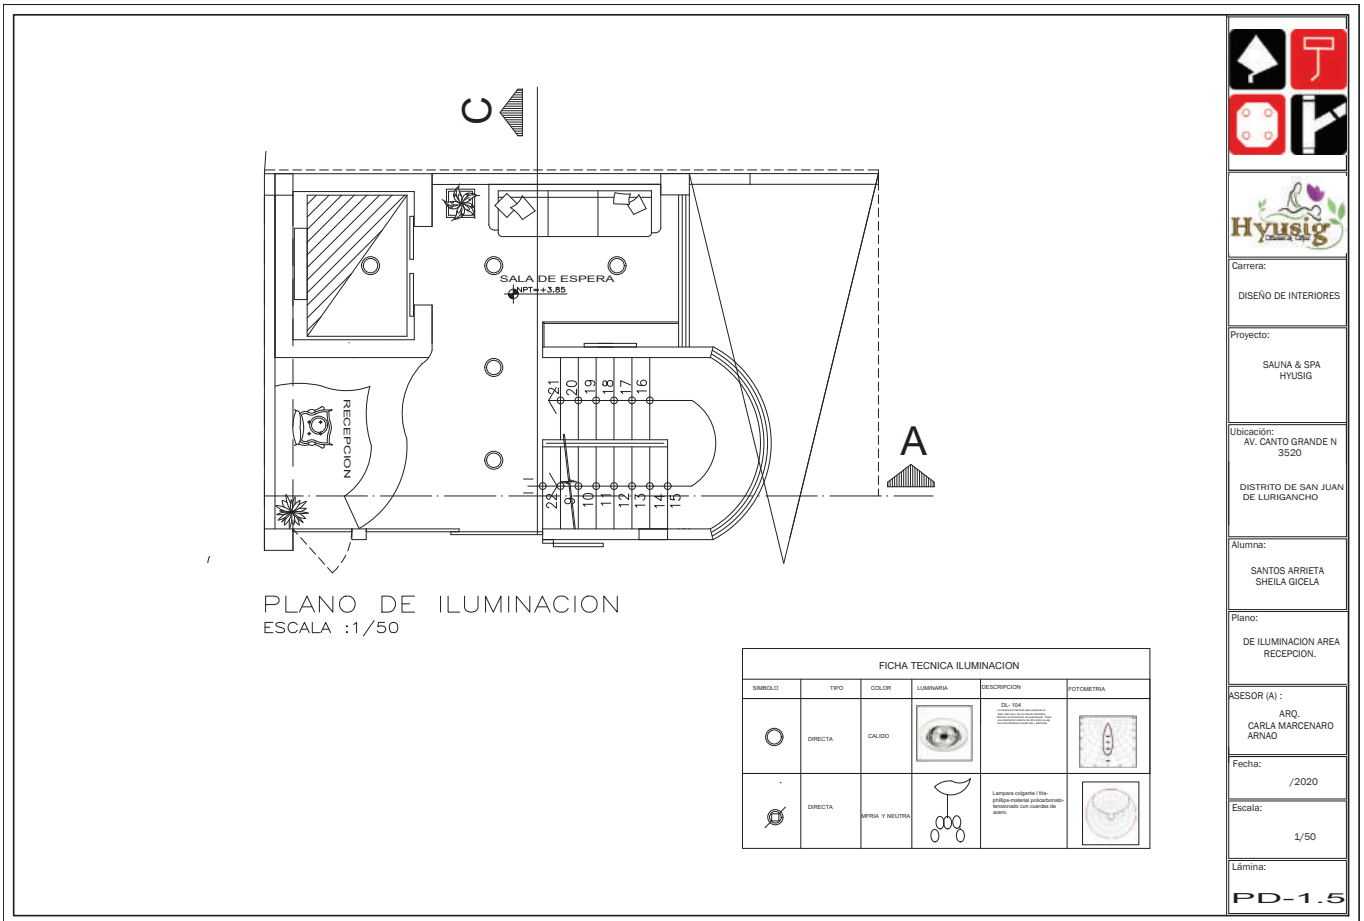 C
SALA DE ESPERA
NPT=+3.85
RECEPCION
21
20
19
18
17
16
22
9
10
11
12
13
14
15
A
PLANO DE ILUMINACION
ESCALA :1/50
FICHA TECNICA ILUMINACION
SIMBOLO TIPO COLOR LUMINARIA DESCRIPCION FOTOMETRIA
DIRECTA
CALIDO
DL- 104
DIRECTA
MFRIA Y NEUTRA
Lampara colgante
phillips-material policarbonato-
tensionado con cuerdas de
acero.
Hyusig
Carrera:
DISEÑO DE INTERIORES
Proyecto:
SAUNA & SPA
HYUSIG
Ubicación:
AV. CANTO GRANDE N
3520
DISTRITO DE SAN JUAN
DE LURIGANCHO
Alumna:
SANTOS ARRIETA
SHEILA GICELA
Plano:
DE ILUMINACION AREA
RECEPCION.
ASESOR (A) :
ARQ.
CARLA MARCENARO
ARNAO
Fecha:
/2020
Escala:
1/50
Lámina:
PD-1.5